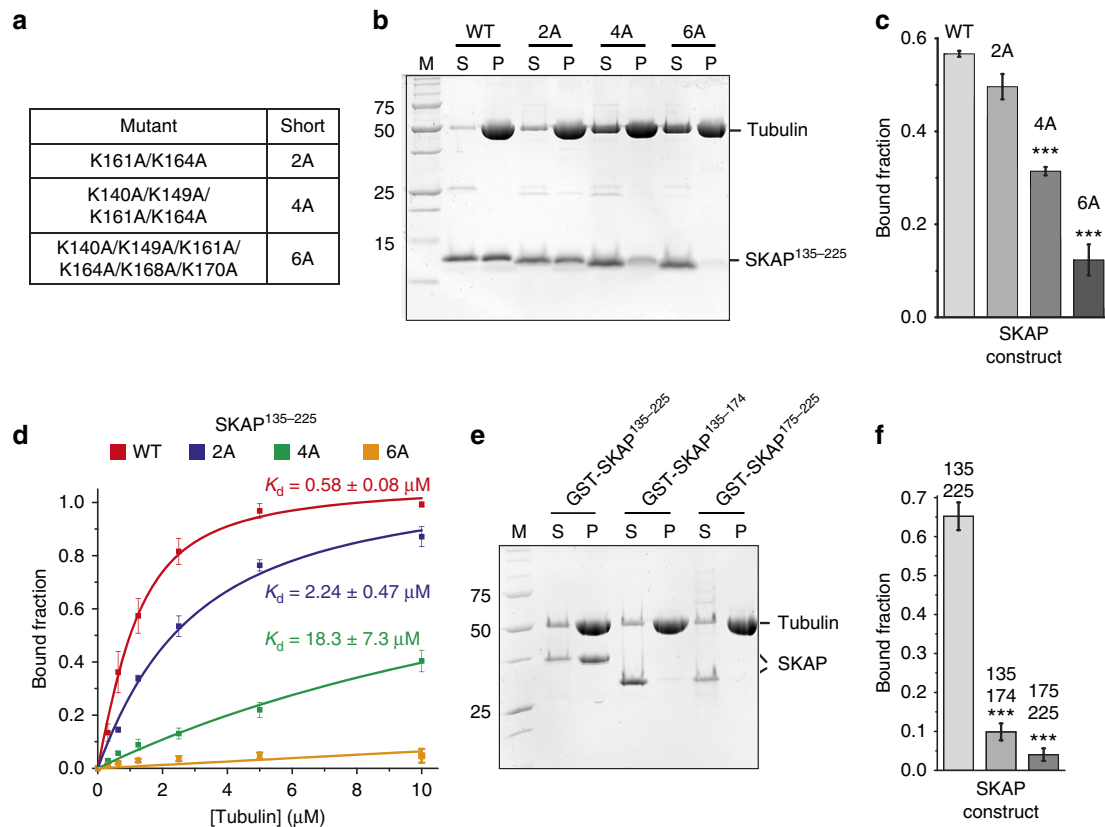 a
Mutant Short
K161A/K164A 2A
K140A/K149A/
K161A/K164A 4A
K140A/K149A/K161A/
K164A/K168A/K170A 6A
b
WT 2A 4A 6A
M S P S P S P S P
75
50
25
15
Tubulin
SKAP135–225
c
WT
2A
4A
***
6A
***
0.6
0.4
0.2
0.0
Bound fraction
SKAP
construct
d
SKAP135–225
WT 2A 4A 6A
Kd = 0.58 ± 0.08 μM
Kd = 2.24 ± 0.47 μM
Kd = 18.3 ± 7.3 μM
1.0
0.8
0.6
0.4
0.2
0.0
Bound fraction
0 2 4 6 8 10
[Tubulin] (μM)
e
GST-SKAP135–225
GST-SKAP135–174
GST-SKAP175–225
M S P S P S P
75
50
25
Tubulin
SKAP
f
135
225
135
174
***
175
225
***
0.7
0.6
0.5
0.4
0.3
0.2
0.1
0.0
Bound fraction
SKAP
construct